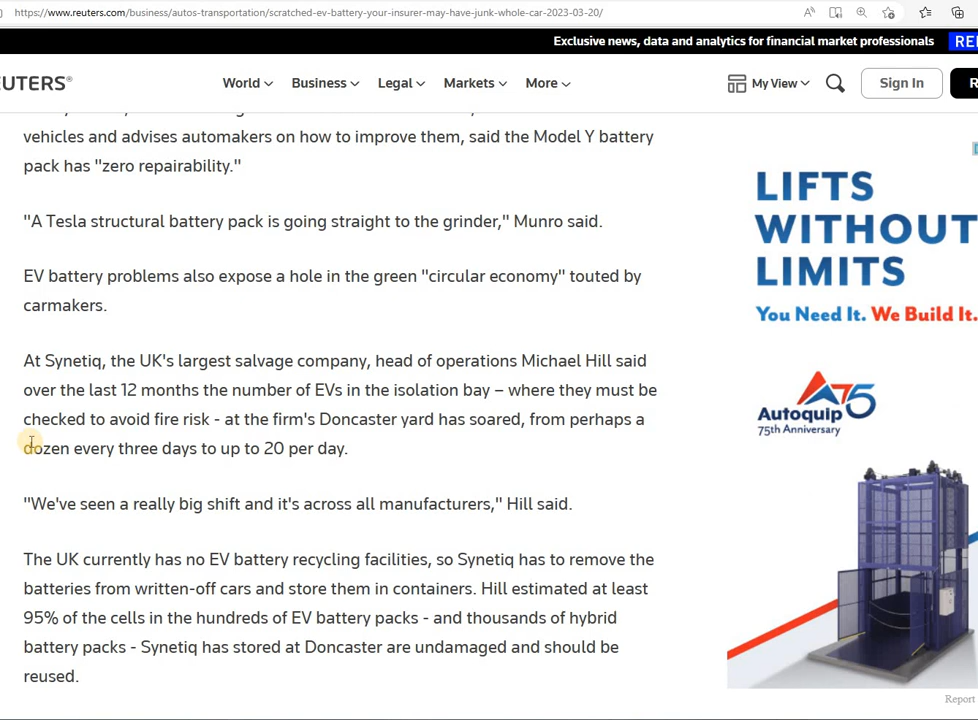 https://www.reuters.com/business/autos-transportation/scratched-ev-battery-your-insurer-may-have-junk-whole-car-2023-03-20/
Exclusive news, data and analytics for financial market professionals
World Business Legal Markets More My View Sign In
vehicles and advises automakers on how to improve them, said the Model Y battery
pack has "zero repairability."
"A Tesla structural battery pack is going straight to the grinder," Munro said.
EV battery problems also expose a hole in the green "circular economy" touted by
carmakers.
At Synetiq, the UK's largest salvage company, head of operations Michael Hill said
over the last 12 months the number of EVs in the isolation bay – where they must be
checked to avoid fire risk - at the firm's Doncaster yard has soared, from perhaps a
dozen every three days to up to 20 per day.
"We've seen a really big shift and it's across all manufacturers," Hill said.
The UK currently has no EV battery recycling facilities, so Synetiq has to remove the
batteries from written-off cars and store them in containers. Hill estimated at least
95% of the cells in the hundreds of EV battery packs - and thousands of hybrid
battery packs - Synetiq has stored at Doncaster are undamaged and should be
reused.
LIFTS
WITHOUT
LIMITS
You Need It. We Build It.
75
Autoquip
75th Anniversary
Report